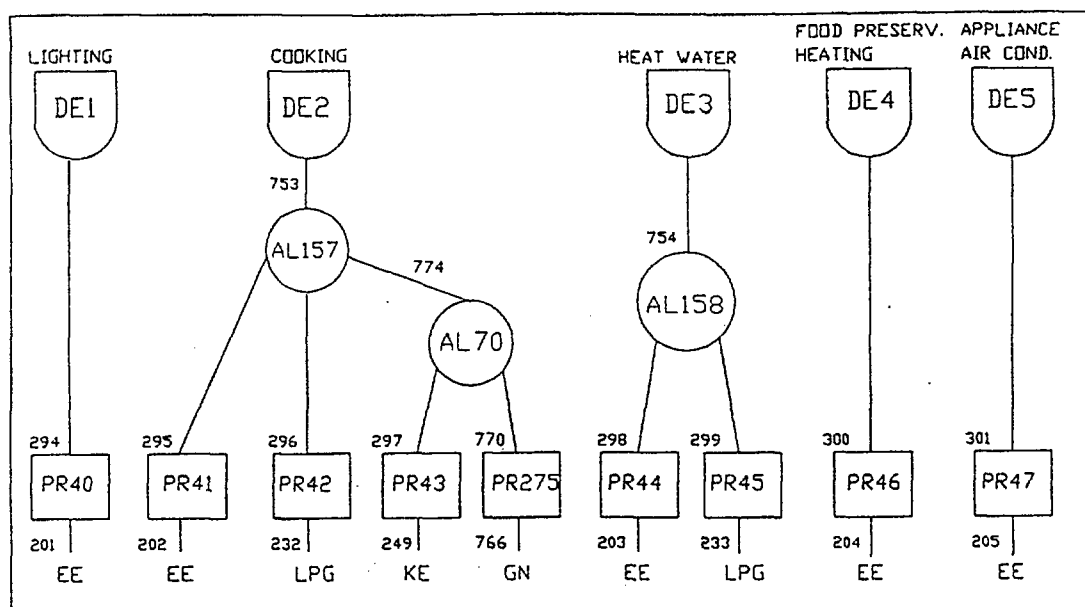 FOOD PRESERV. APPLIANCE
LIGHTING COOKING HEAT WATER HEATING AIR COND.
DE1 DE2 DE3 DE4 DE5
753
754
AL157
774
AL158
AL70
294 295 296 297 770 298 299 300 301
PR40 PR41 PR42 PR43 PR275 PR44 PR45 PR46 PR47
201 202 232 249 766 203 233 204 205
EE EE LPG KE GN EE LPG EE EE